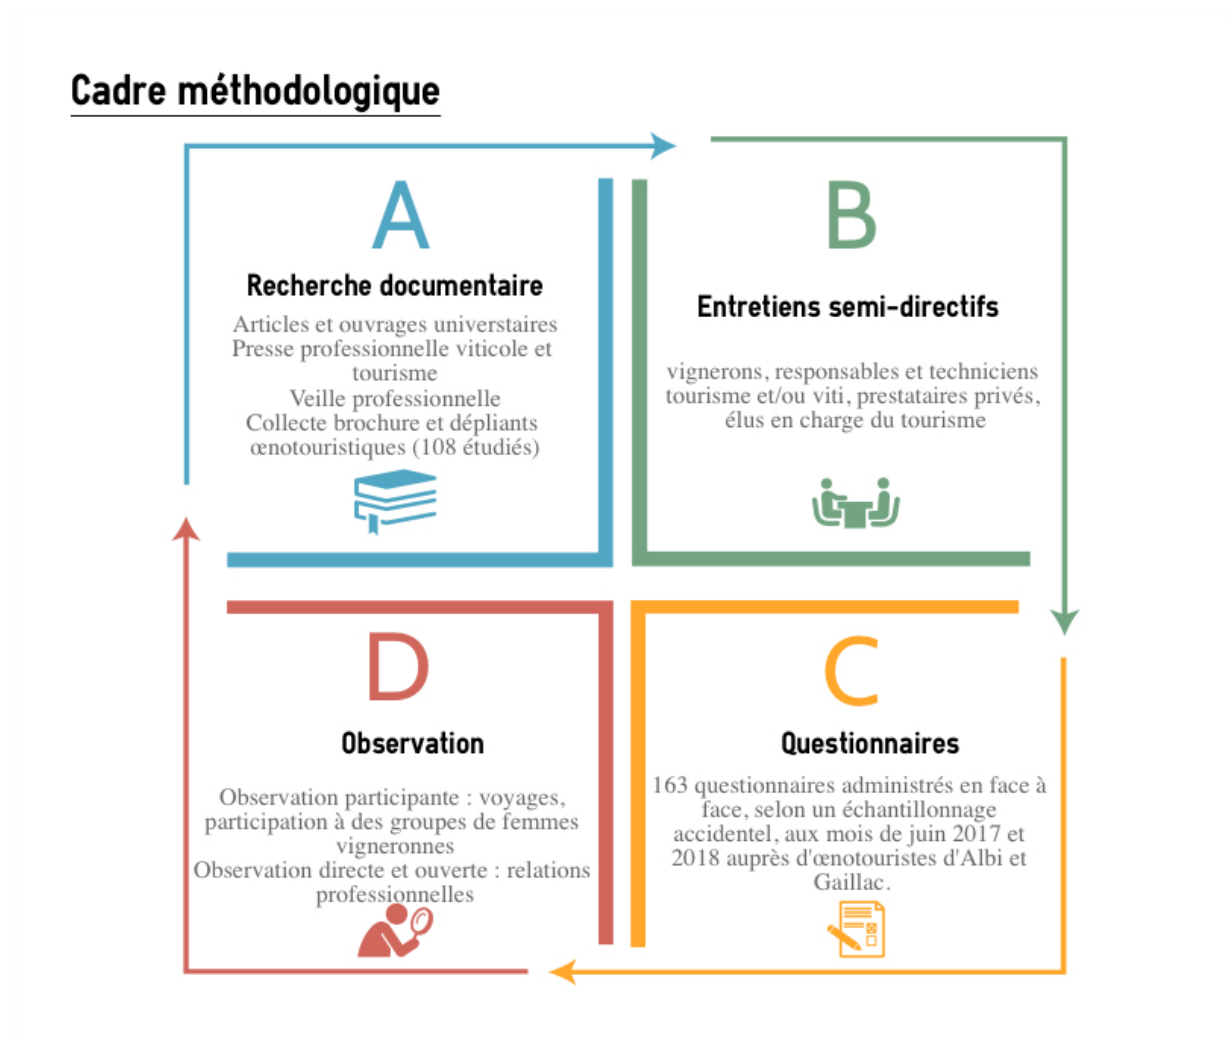 Cadre méthodologique
A
Recherche documentaire
Articles et ouvrages universtaires
Presse professionnelle viticole et
tourisme
Veille professionnelle
Collecte brochure et dépliants
œnotouristiques (108 étudiés)
B
Entretiens semi-directifs
vignerons, responsables et techniciens
tourisme et/ou viti, prestataires privés,
élus en charge du tourisme
D
Observation
Observation participante : voyages,
participation à des groupes de femmes
vigneronnes
Observation directe et ouverte : relations
professionnelles
C
Questionnaires
163 questionnaires administrés en face à
face, selon un échantillonnage
accidentel, aux mois de juin 2017 et
2018 auprès d'œnotouristes d'Albi et
Gaillac.